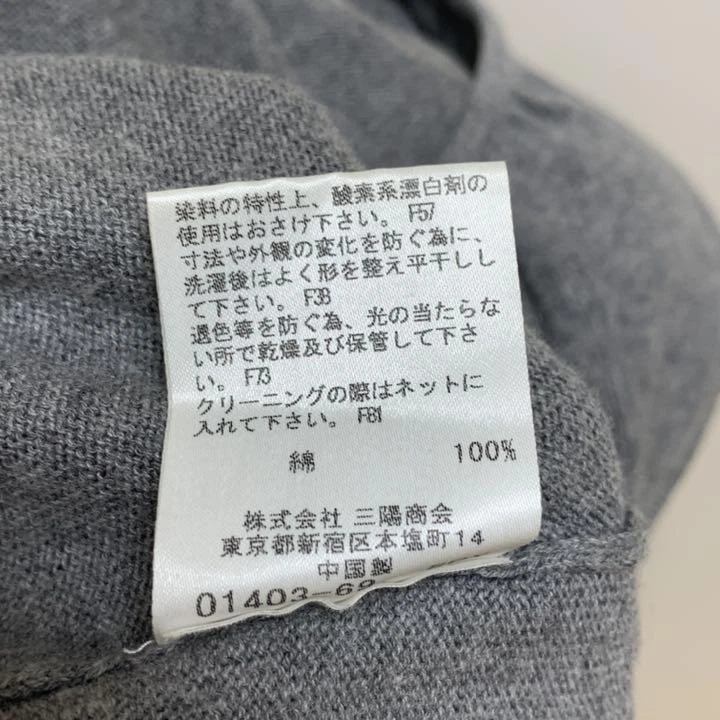 染料の特性上、酸素系漂白剤の
使用はおさけ下さい。 F57
寸法や外観の変化を防ぐ為に、
洗濯後はよく形を整え平干しし
て下さい。 F38
退色等を防ぐ為、光の当たらな
い所で乾燥及び保管して下さ
い。 F73
クリーニングの際はネットに
入れて下さい。 F81
綿 100%
株式会社 三陽商会
東京都新宿区本塩町14
中国製
01403-68